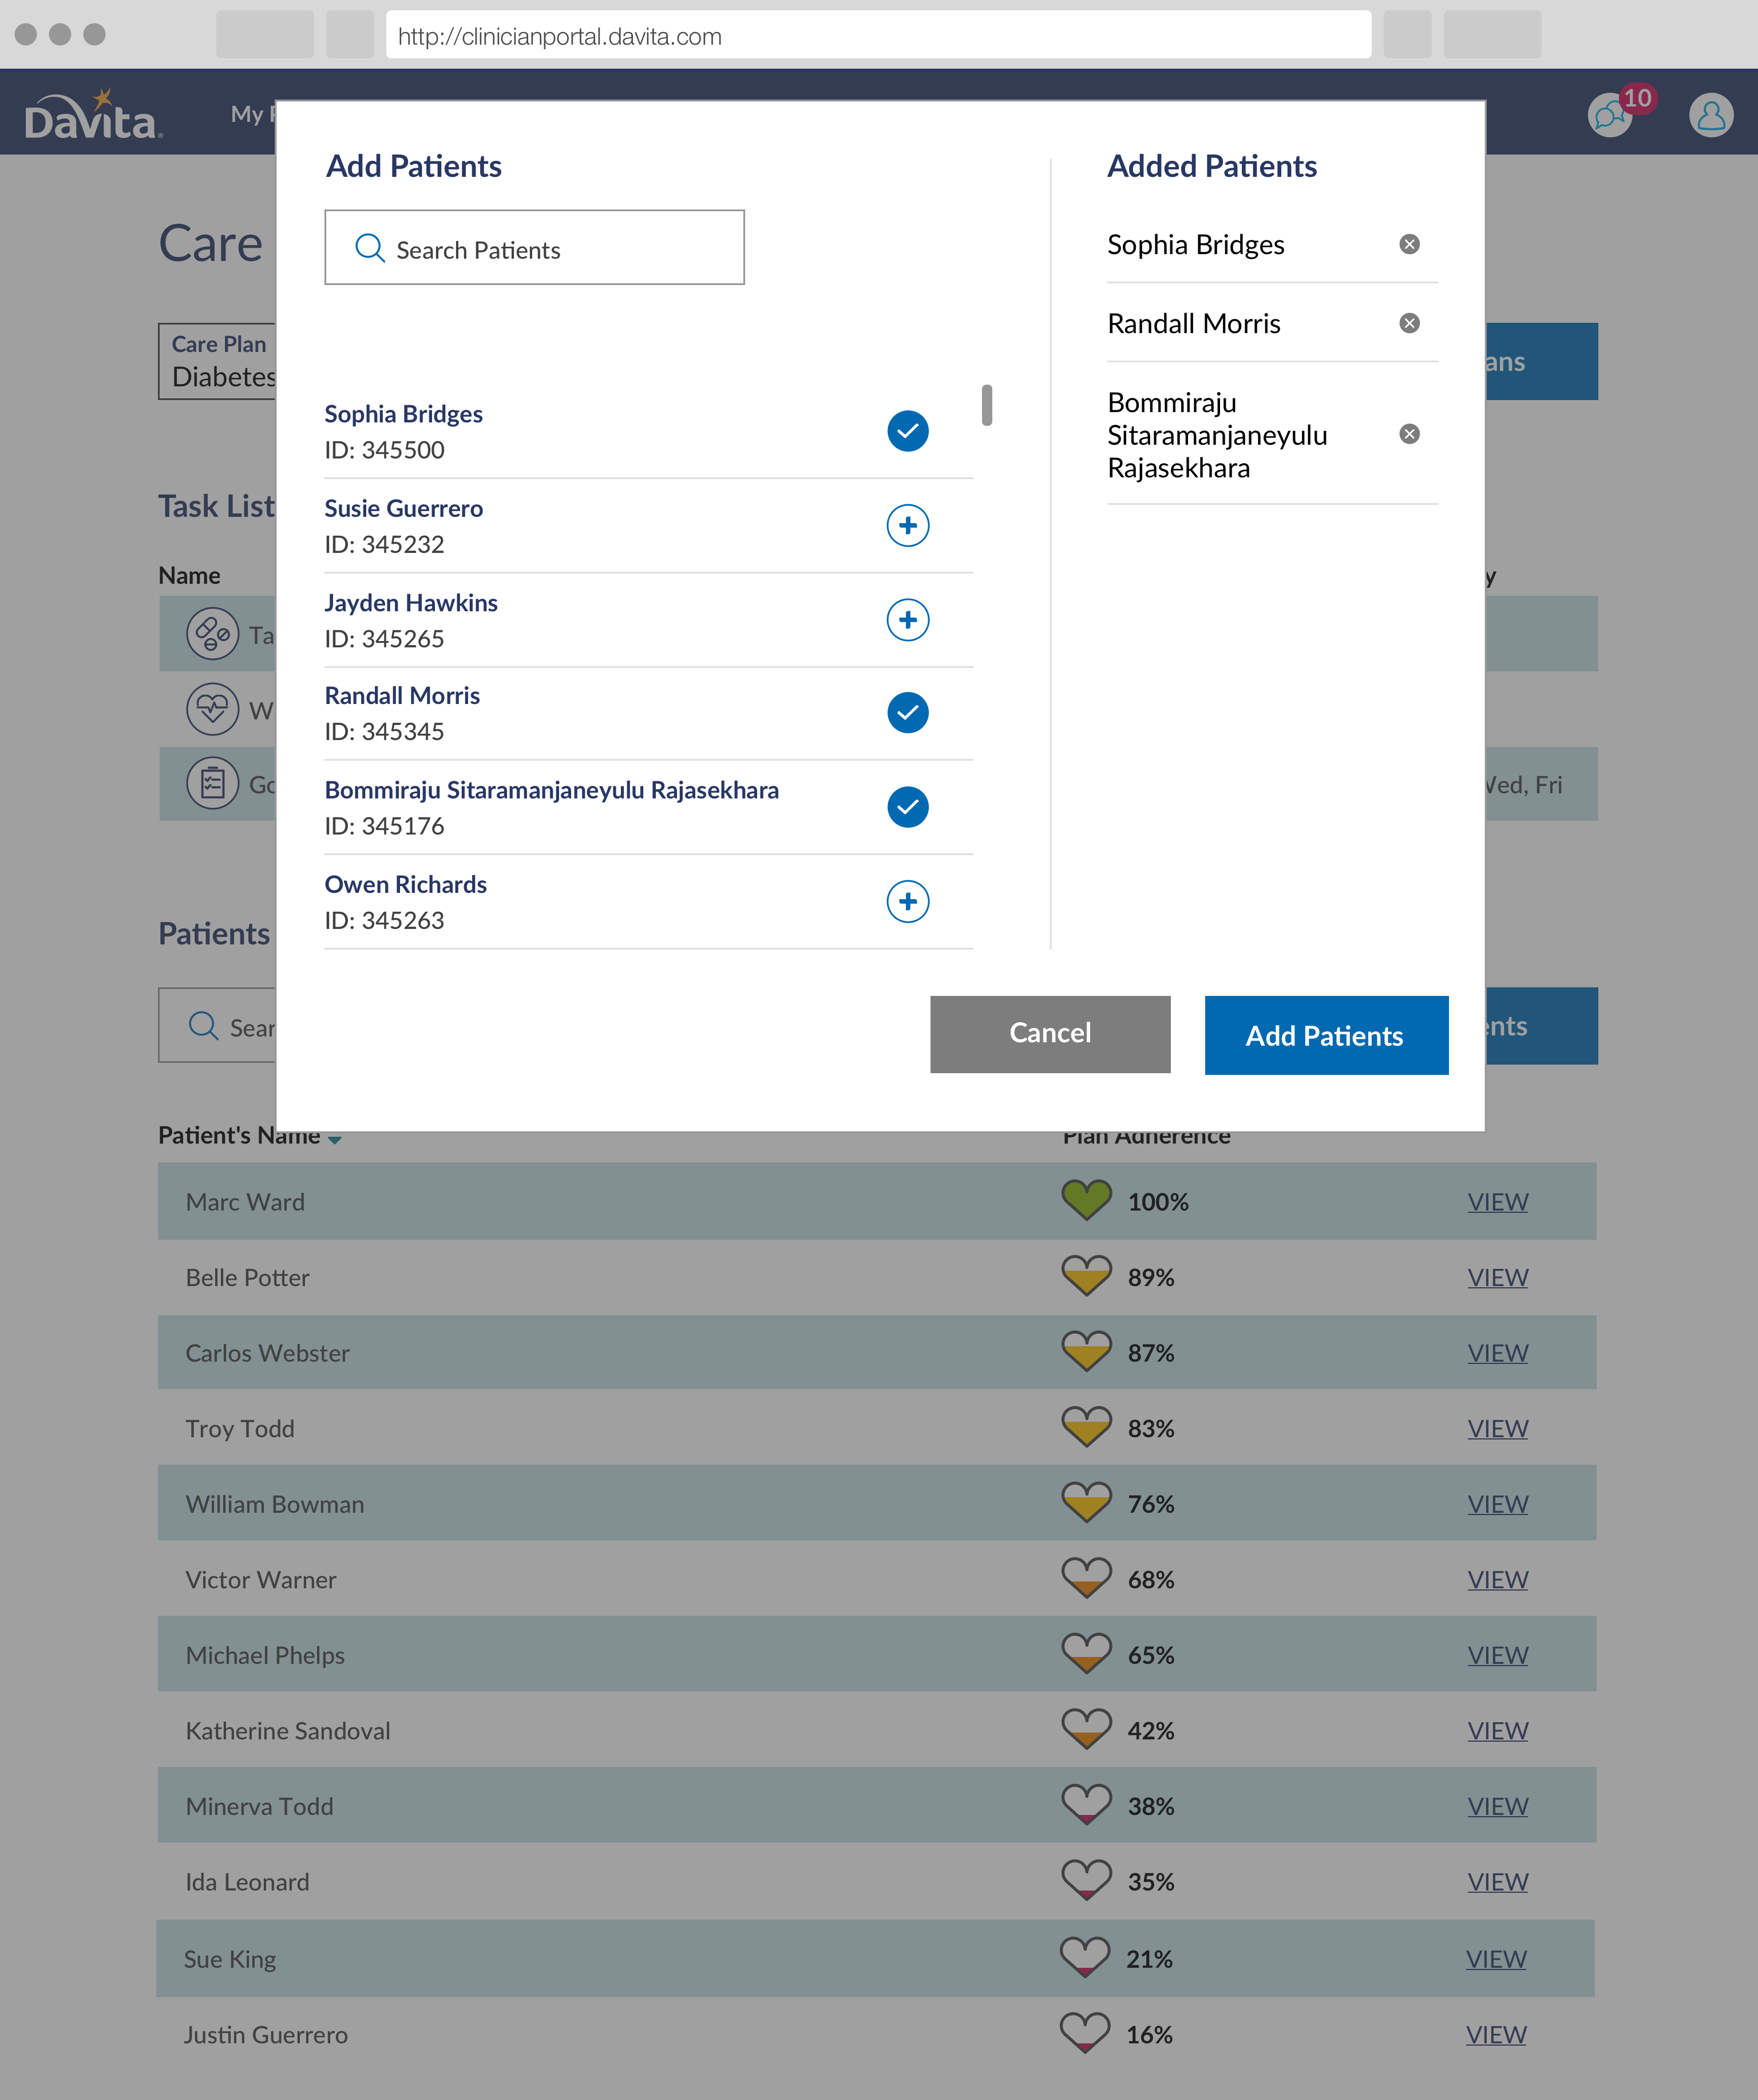 http://clinicianportal.davita.com
DaVita.
My
10
Add Patients
Search Patients
Sophia Bridges
ID: 345500
Susie Guerrero
ID: 345232
Jayden Hawkins
ID: 345265
Randall Morris
ID: 345345
Bommiraju Sitaramanjaneyulu Rajasekhara
ID: 345176
Owen Richards
ID: 345263
Added Patients
Sophia Bridges
Randall Morris
Bommiraju
Sitaramanjaneyulu
Rajasekhara
Cancel
Add Patients
Care
Care Plan
Diabetes
ans
Task List
Name
y
Ta
W
Go
Wed, Fri
Patients
Sear
ents
Patient's Name
Plan Adherence
Marc Ward 100% VIEW
Belle Potter 89% VIEW
Carlos Webster 87% VIEW
Troy Todd 83% VIEW
William Bowman 76% VIEW
Victor Warner 68% VIEW
Michael Phelps 65% VIEW
Katherine Sandoval 42% VIEW
Minerva Todd 38% VIEW
Ida Leonard 35% VIEW
Sue King 21% VIEW
Justin Guerrero 16% VIEW